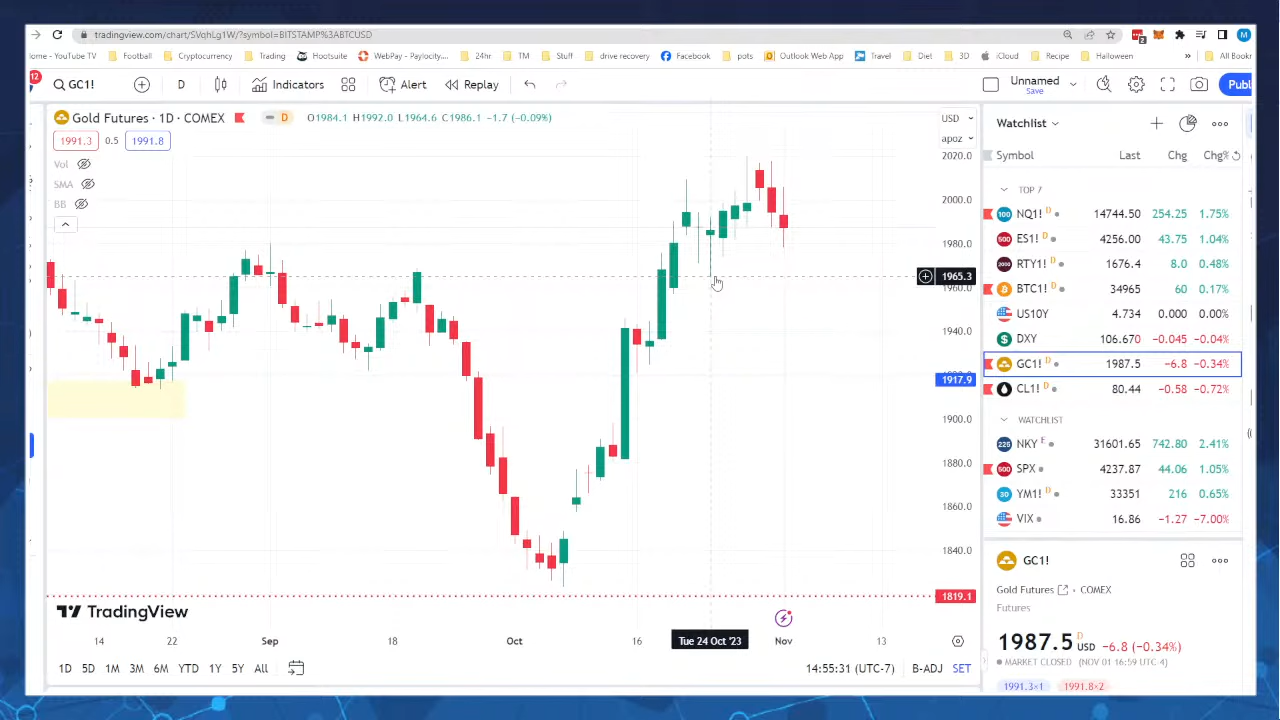 tradingview.com/chart/SVqhLg1W/?symbol=BITSTAMP%3ABTCUSD
Home - YouTube TV Football Cryptocurrency Trading Hootsuite WebPay - Paylocity... 24hr TM Stuff drive recovery Facebook pots Outlook Web App Travel Diet 3D iCloud Recipe Halloween » All Book
12 GC1! D Indicators Alert Replay Unnamed Save Publ
Gold Futures · 1D · COMEX D O1984.1 H1992.0 L1964.6 C1986.1 −1.7 (−0.09%)
1991.3 0.5 1991.8
Vol
SMA
BB
USD
apoz
2020.0
2000.0
1980.0
1965.3
1960.0
1940.0
1917.9
1900.0
1880.0
1860.0
1840.0
1819.1
TradingView
14 22 Sep 18 Oct 16 Tue 24 Oct '23 Nov 13
1D 5D 1M 3M 6M YTD 1Y 5Y All 14:55:31 (UTC-7) B-ADJ SET
Watchlist
Symbol Last Chg Chg%
TOP 7
100 NQ1! D 14744.50 254.25 1.75%
500 ES1! D 4256.00 43.75 1.04%
2000 RTY1! D 1676.4 8.0 0.48%
BTC1! D 34965 60 0.17%
US10Y 4.734 0.000 0.00%
DXY 106.670 −0.045 −0.04%
GC1! D 1987.5 −6.8 −0.34%
CL1! D 80.44 −0.58 −0.72%
WATCHLIST
225 NKY E 31601.65 742.80 2.41%
500 SPX 4237.87 44.06 1.05%
30 YM1! D 33351 216 0.65%
VIX 16.86 −1.27 −7.00%
GC1!
Gold Futures · COMEX
Futures
1987.5 D USD −6.8 (−0.34%)
MARKET CLOSED (NOV 01 16:59 UTC-4)
1991.3×1 1991.8×2